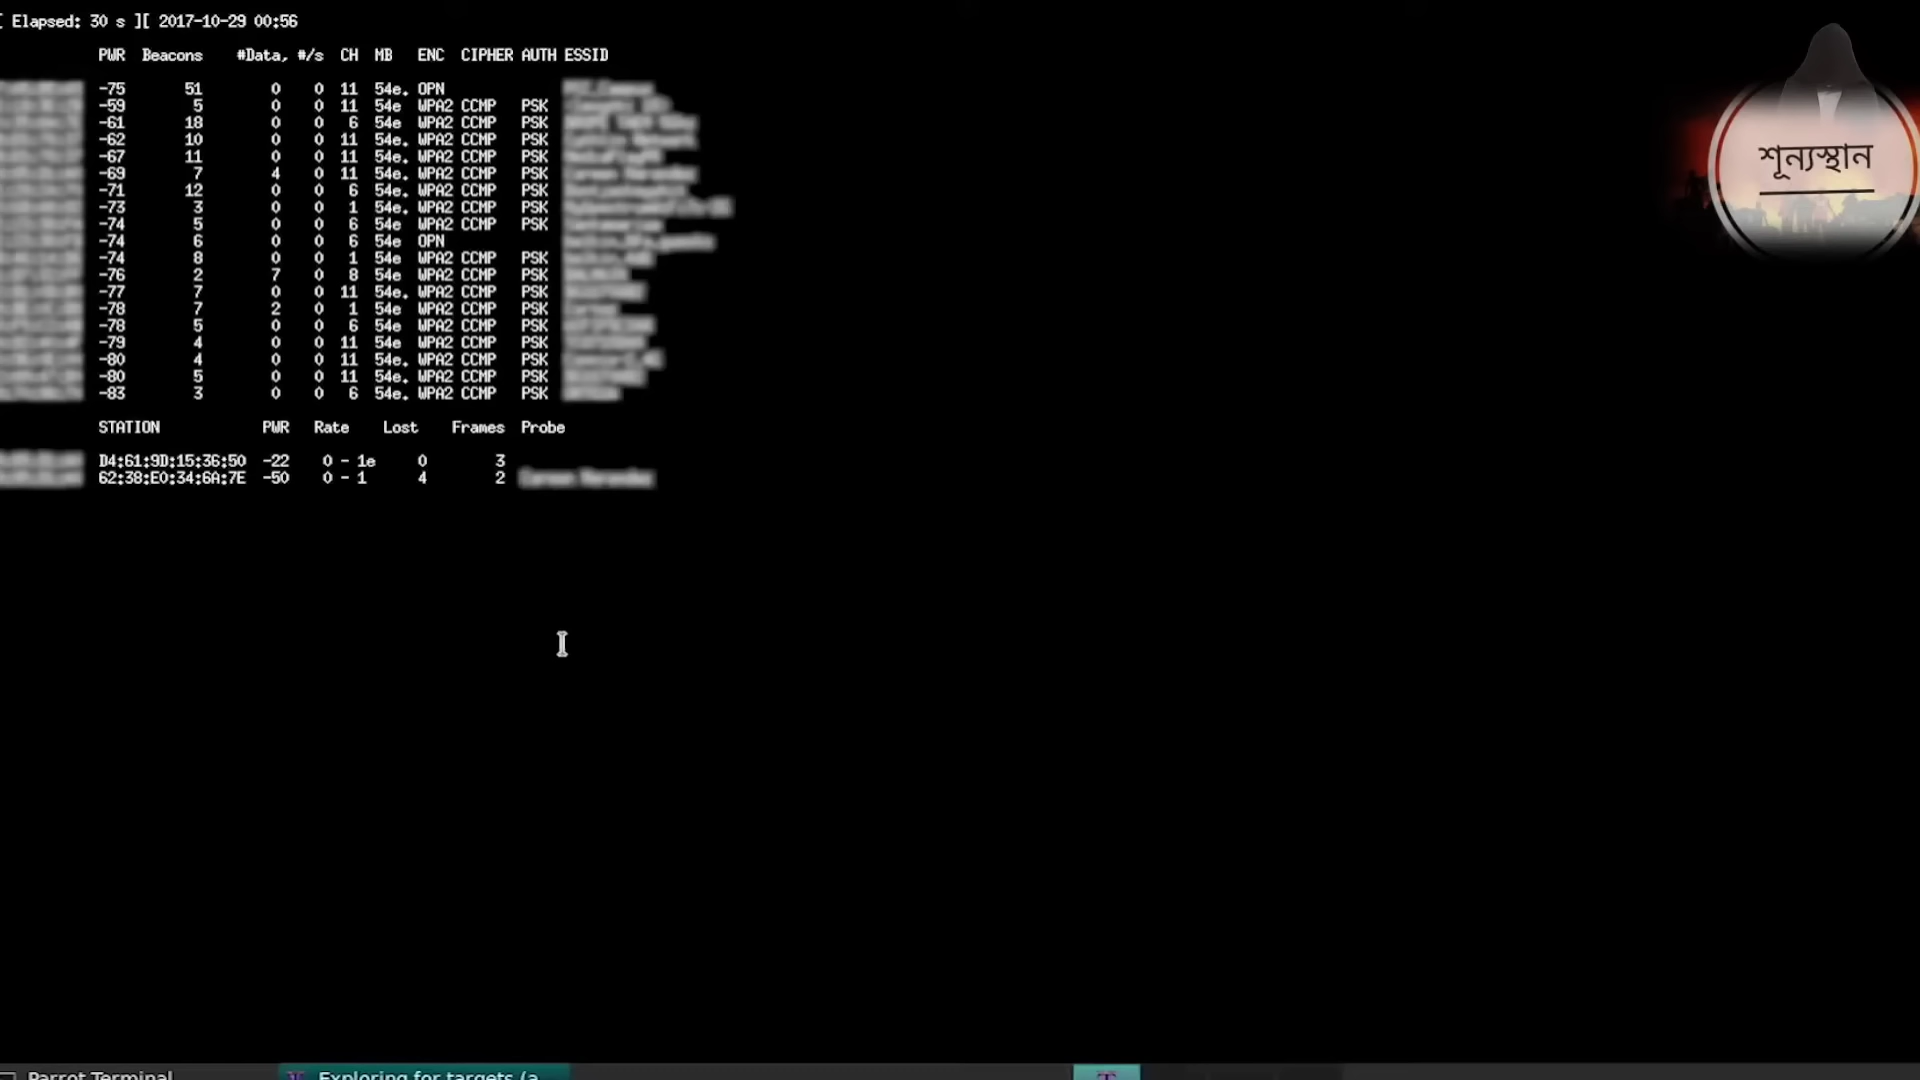 [ Elapsed: 30 s ][ 2017-10-29 00:56
PWR Beacons #Data, #/s CH MB ENC CIPHER AUTH ESSID
-75 51 0 0 11 54e. OPN
-59 5 0 0 11 54e WPA2 CCMP PSK
-61 18 0 0 6 54e WPA2 CCMP PSK
-62 10 0 0 11 54e. WPA2 CCMP PSK
-67 11 0 0 11 54e. WPA2 CCMP PSK
-69 7 4 0 11 54e. WPA2 CCMP PSK
-71 12 0 0 6 54e. WPA2 CCMP PSK
-73 3 0 0 1 54e. WPA2 CCMP PSK
-74 5 0 0 6 54e. WPA2 CCMP PSK
-74 6 0 0 6 54e OPN
-74 8 0 0 1 54e WPA2 CCMP PSK
-76 2 7 0 8 54e WPA2 CCMP PSK
-77 7 0 0 11 54e. WPA2 CCMP PSK
-78 7 2 0 1 54e. WPA2 CCMP PSK
-78 5 0 0 6 54e WPA2 CCMP PSK
-79 4 0 0 11 54e. WPA2 CCMP PSK
-80 4 0 0 11 54e. WPA2 CCMP PSK
-80 5 0 0 11 54e. WPA2 CCMP PSK
-83 3 0 0 6 54e. WPA2 CCMP PSK
STATION PWR Rate Lost Frames Probe
D4:61:9D:15:36:50 -22 0 - 1e 0 3
62:38:E0:34:6A:7E -50 0 - 1 4 2
শূন্যস্থান
Parrot Terminal
Exploring for targets (a